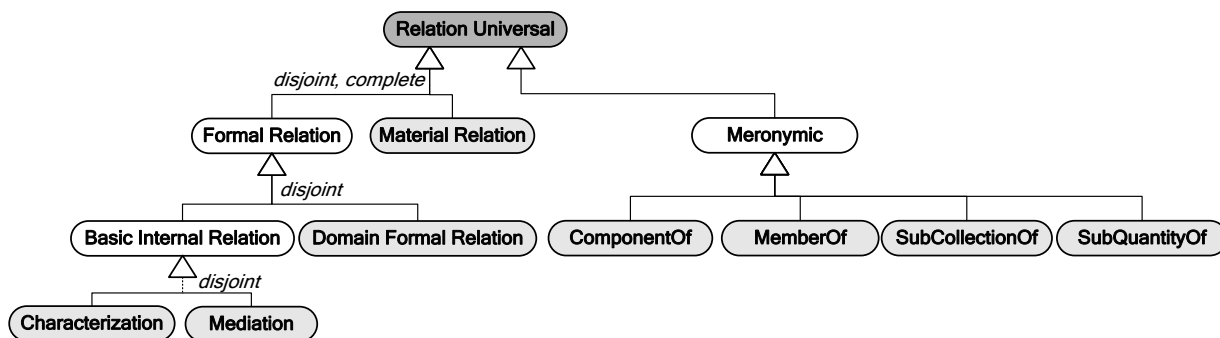 Relation Universal
disjoint, complete
Formal Relation
Material Relation
Meronymic
disjoint
Basic Internal Relation
Domain Formal Relation
ComponentOf
MemberOf
SubCollectionOf
SubQuantityOf
disjoint
Characterization
Mediation